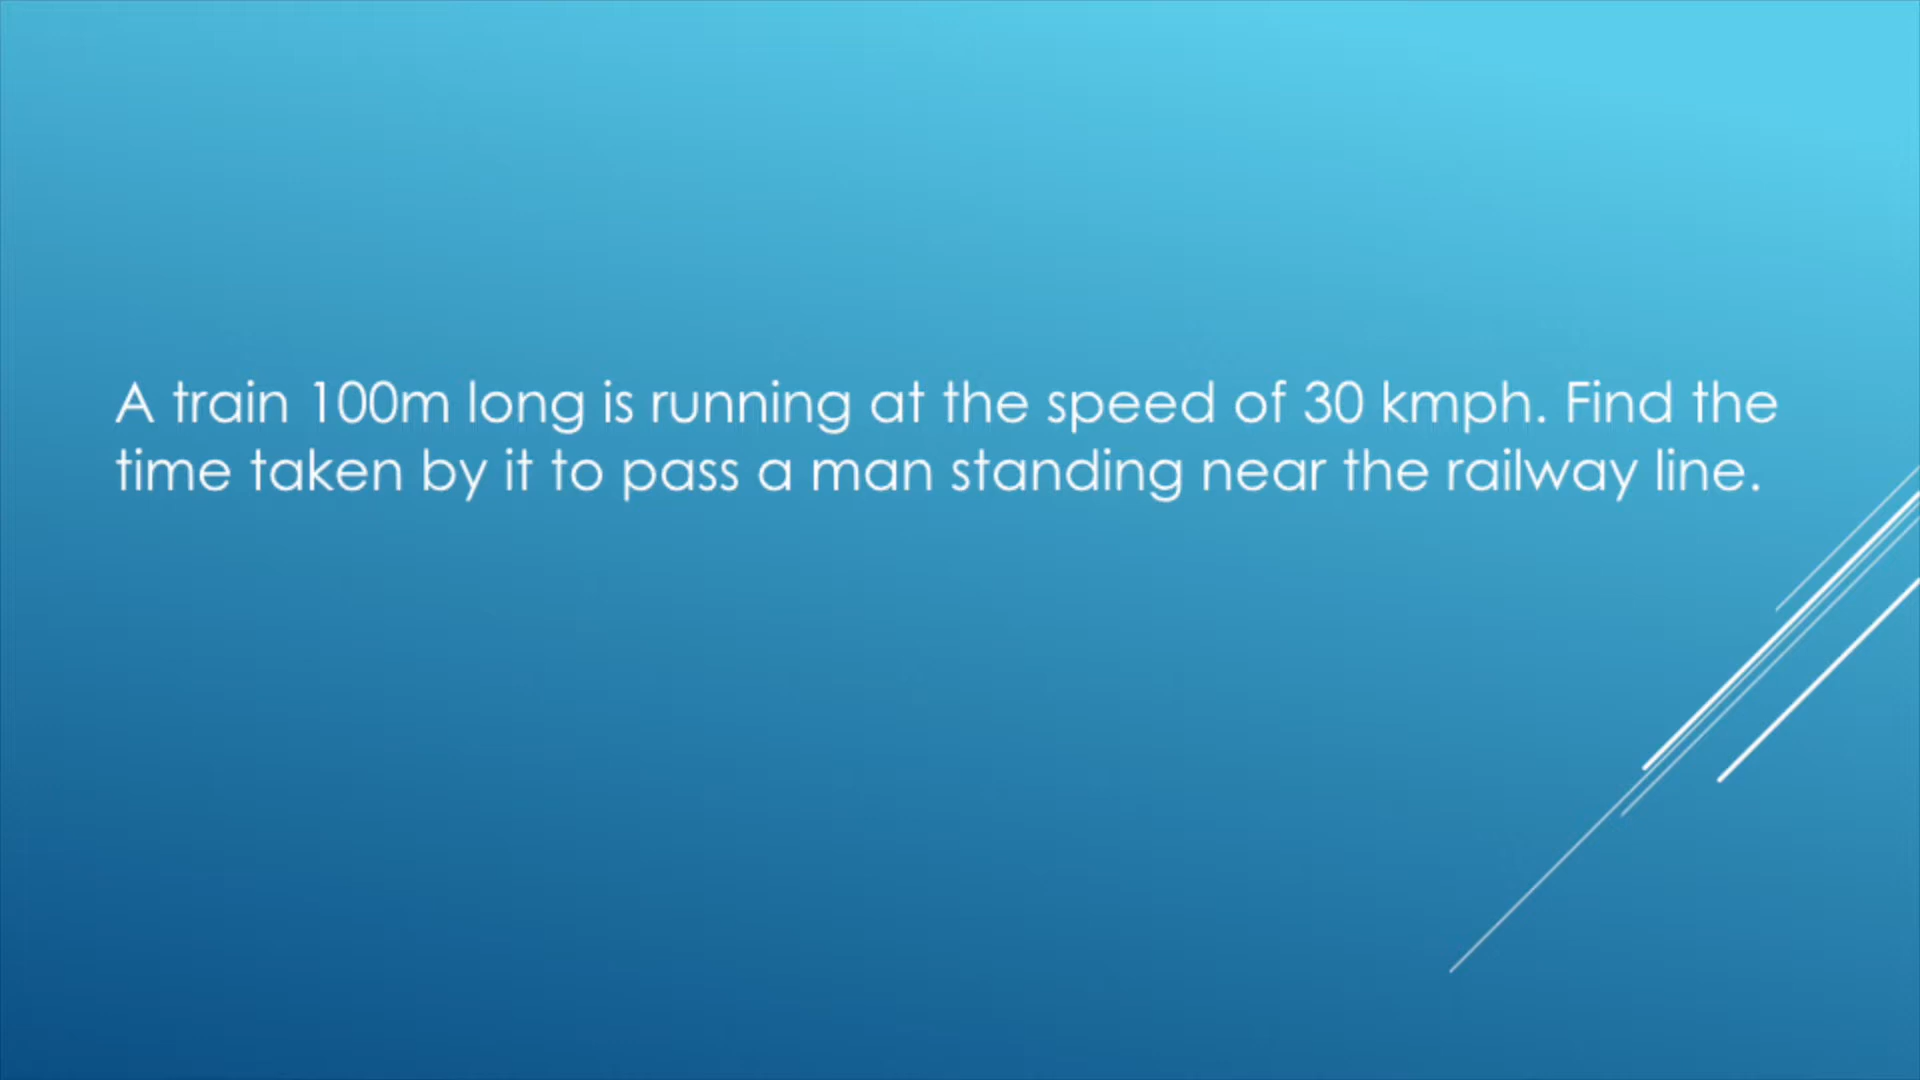 A train 100m long is running at the speed of 30 kmph. Find the
time taken by it to pass a man standing near the railway line.